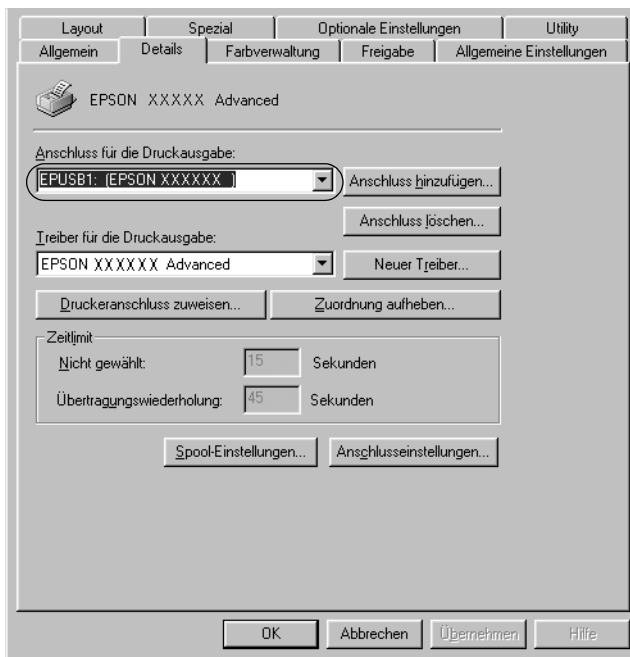 Layout Spezial Optionale Einstellungen Utility
Allgemein Details Farbverwaltung Freigabe Allgemeine Einstellungen
EPSON XXXXX Advanced
Anschluss für die Druckausgabe:
EPUSB1: (EPSON XXXXXX ) Anschluss hinzufügen...
Anschluss löschen...
Treiber für die Druckausgabe:
EPSON XXXXXX Advanced Neuer Treiber...
Druckeranschluss zuweisen... Zuordnung aufheben...
Zeitlimit
Nicht gewählt: 15 Sekunden
Übertragungswiederholung: 45 Sekunden
Spool-Einstellungen... Anschlusseinstellungen...
OK Abbrechen Übernehmen Hilfe